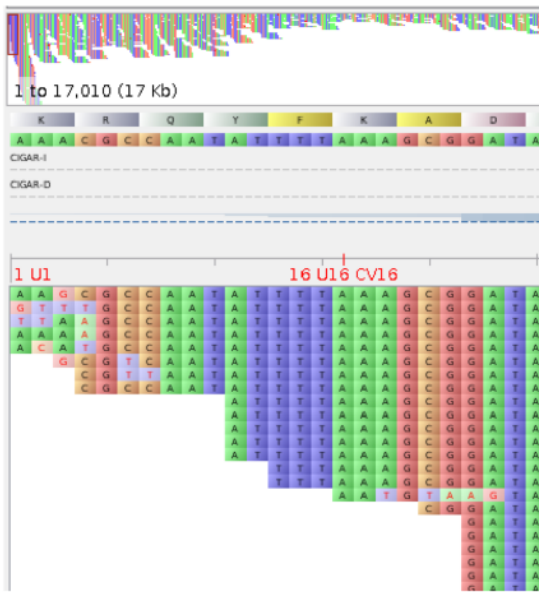 1 to 17,010 (17 Kb)
K R Q Y F K A D
A A A C G C C A A T A T T T T A A A G C G G A T A
CIGAR-I
CIGAR-D
1 U1 16 U16 CV16
A A G C G C C A A T A T T T T A A A G C G G A T A
G T T T G C C A A T A T T T T A A A G C G G A T A
T T A A G C C A A T A T T T T A A A G C G G A T A
A A A A G C C A A T A T T T T A A A G C G G A T A
A C A T G C C A A T A T T T T A A A G C G G A T A
G C G T C A A T A T T T T A A A G C G G A T A
C G T T A A T A T T T T A A A G C G G A T A
C G C C A A T A T T T T A A A G C G G A T A
A T T T T A A A G C G G A T A
A T T T T A A A G C G G A T A
A T T T T A A A G C G G A T A
A T T T T A A A G C G G A T A
A T T T T A A A G C G G A T A
T T T A A A G C G G A T A
T T T A A A G C G G A T A
A A T G T A A G T A
C G G A T A
G A T A
G A T A
G A T A
G A T A
G A T A
G A T A